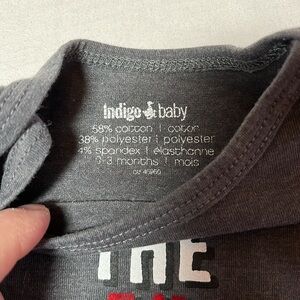 Indigo baby
58% cotton | coton
38% polyester | polyester
4% spandex | élasthanne
0-3 months | mois
THE